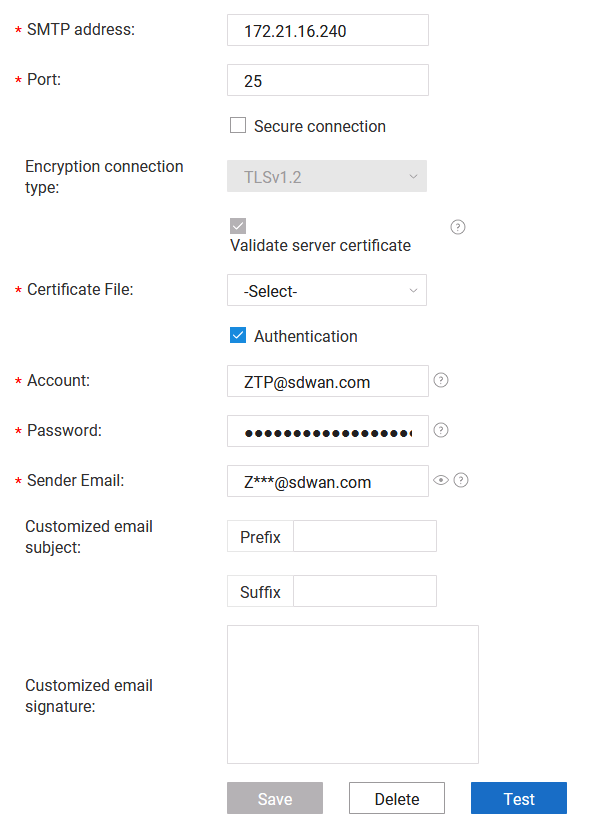 * SMTP address: 172.21.16.240
* Port: 25
Secure connection
Encryption connection
type: TLSv1.2
Validate server certificate
* Certificate File: -Select-
Authentication
* Account: ZTP@sdwan.com
* Password: ●●●●●●●●●●●●●●●●●●
* Sender Email: Z***@sdwan.com
Customized email
subject: Prefix
Suffix
Customized email
signature:
Save Delete Test